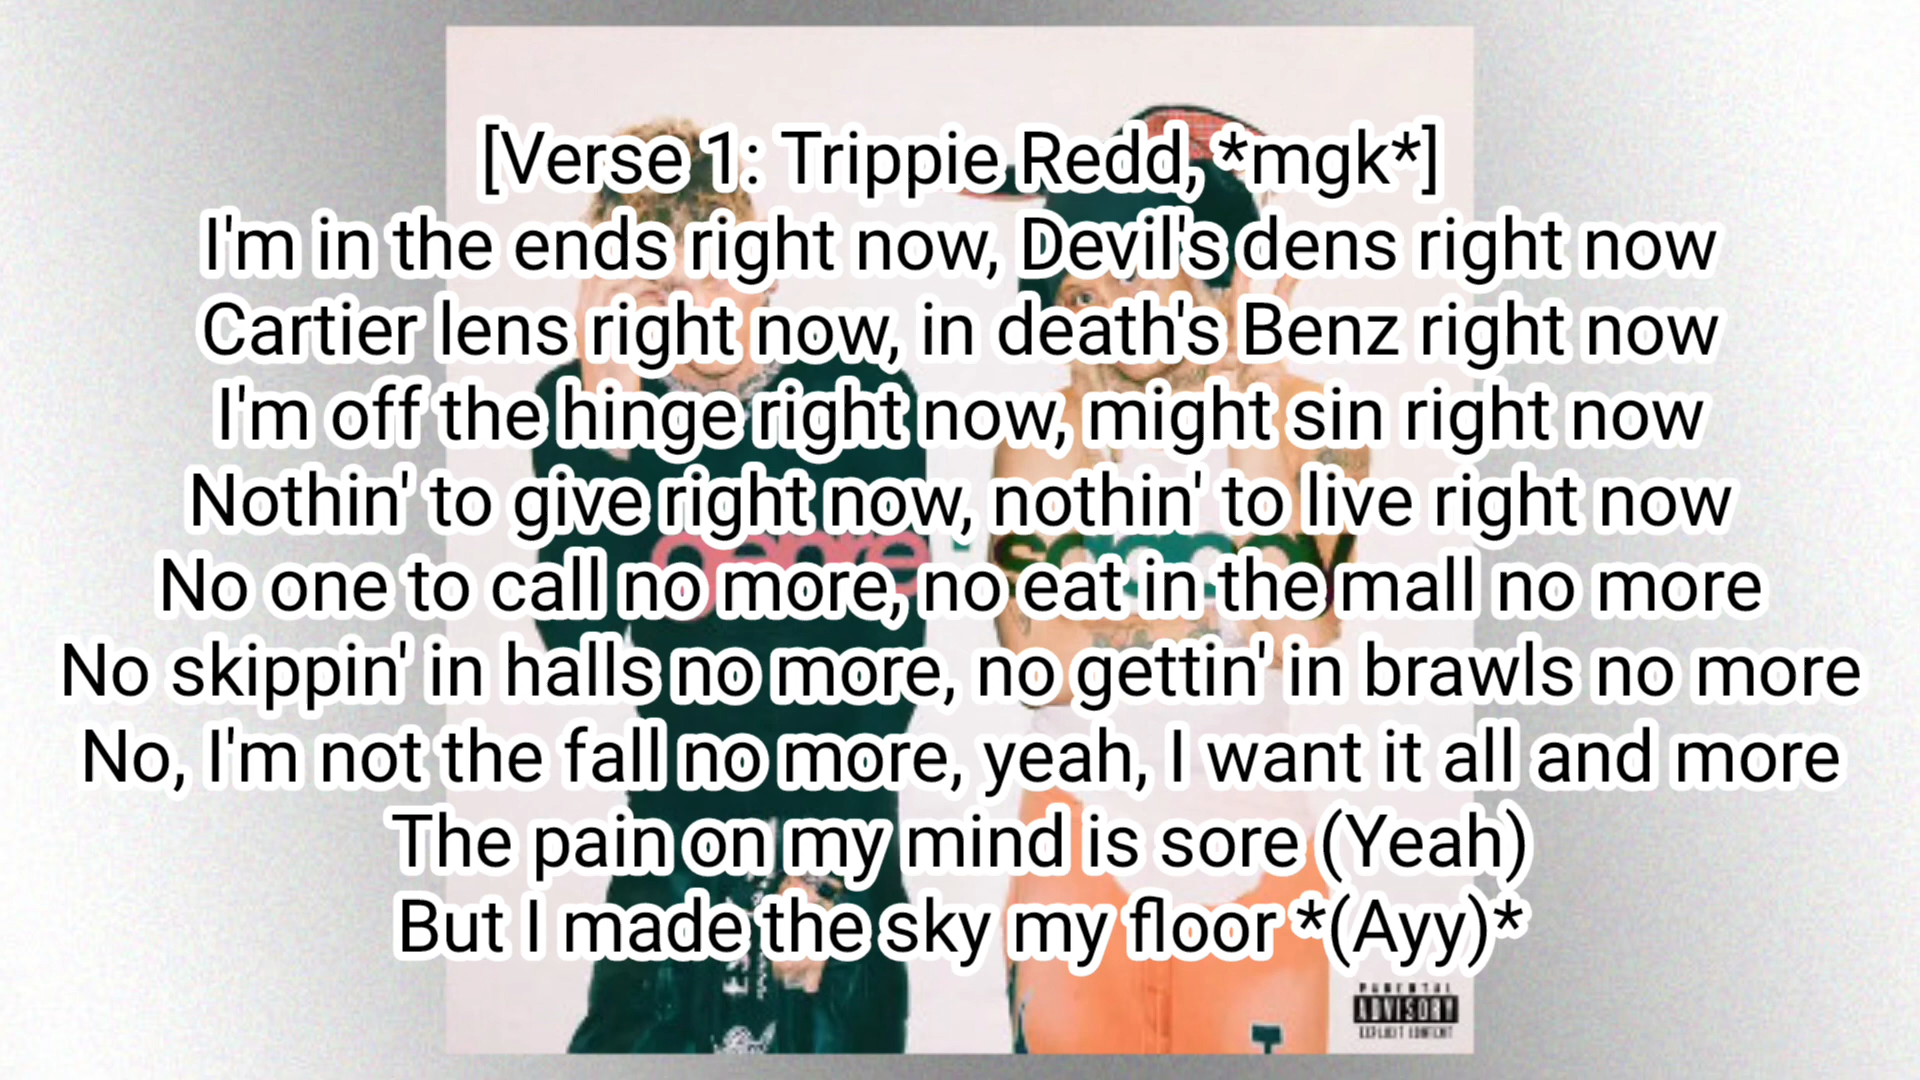 [Verse 1: Trippie Redd, *mgk*]
I'm in the ends right now, Devil's dens right now
Cartier lens right now, in death's Benz right now
I'm off the hinge right now, might sin right now
Nothin' to give right now, nothin' to live right now
genre : sadboy
No one to call no more, no eat in the mall no more
No skippin' in halls no more, no gettin' in brawls no more
No, I'm not the fall no more, yeah, I want it all and more
The pain on my mind is sore (Yeah)
But I made the sky my floor *(Ayy)*
PARENTAL
ADVISORY
EXPLICIT CONTENT